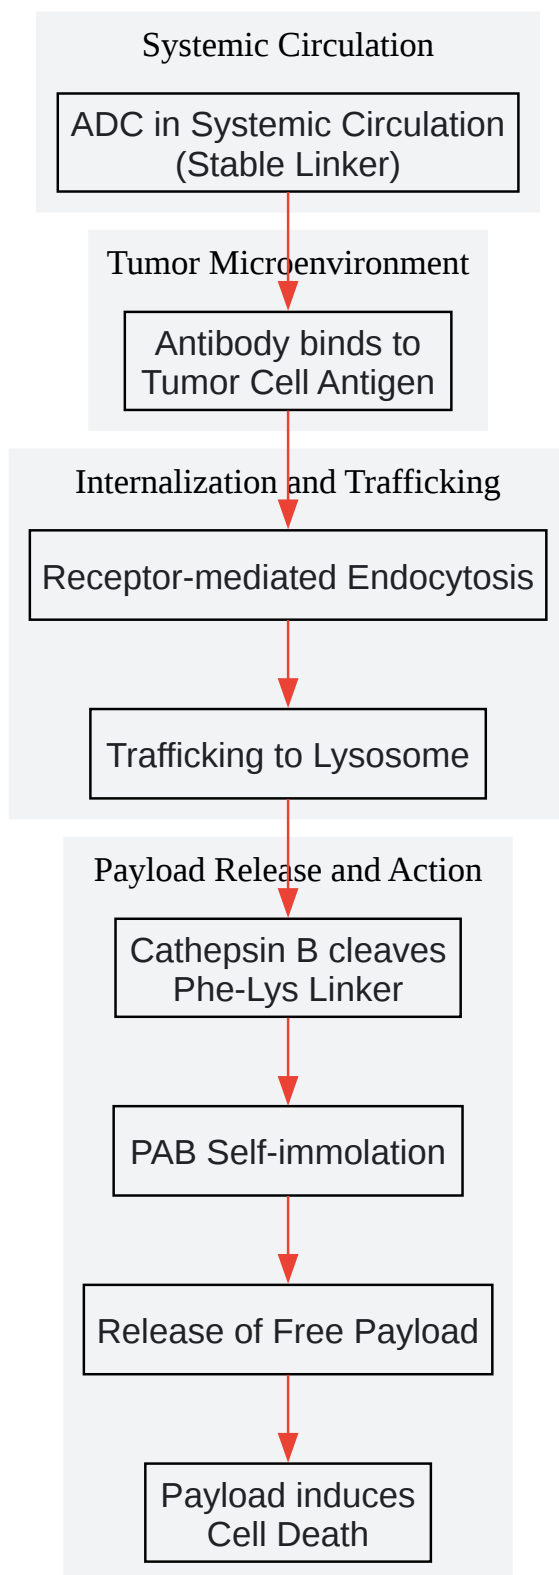 Systemic Circulation
ADC in Systemic Circulation
(Stable Linker)
Tumor Microenvironment
Antibody binds to
Tumor Cell Antigen
Internalization and Trafficking
Receptor-mediated Endocytosis
Trafficking to Lysosome
Payload Release and Action
Cathepsin B cleaves
Phe-Lys Linker
PAB Self-immolation
Release of Free Payload
Payload induces
Cell Death